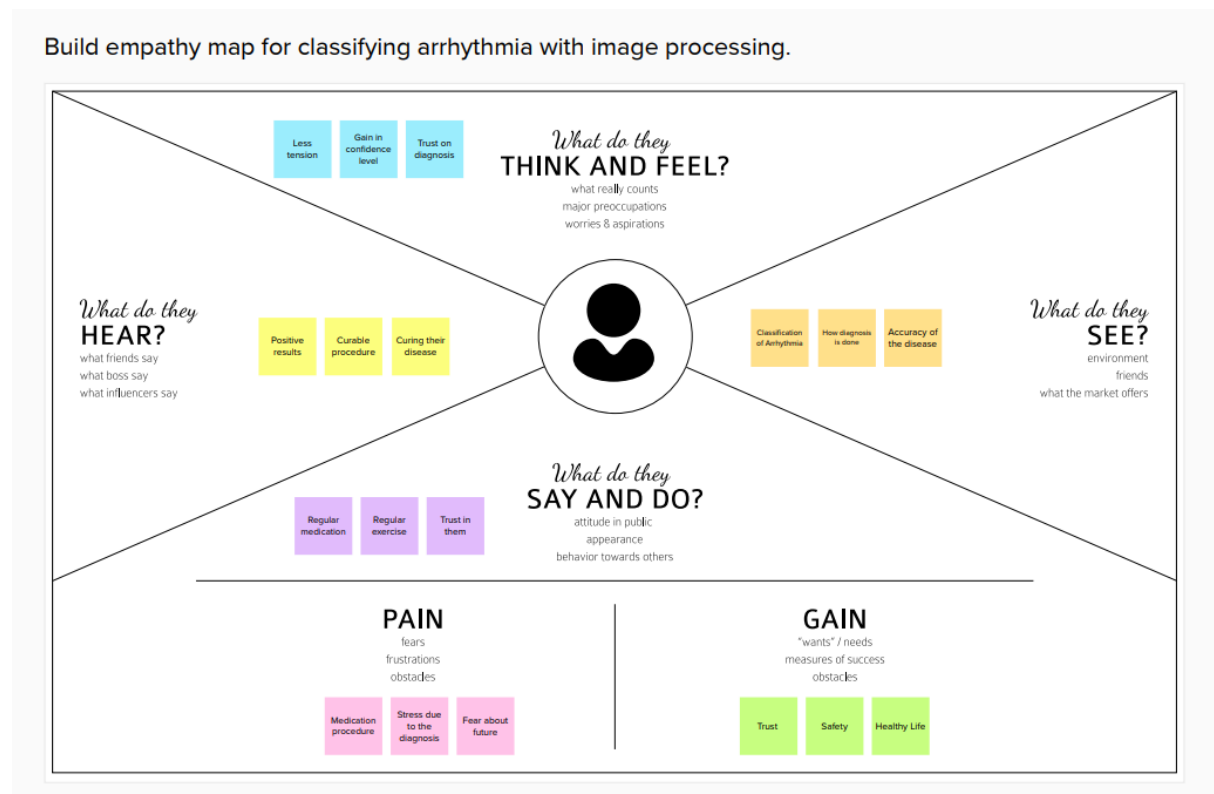 Build empathy map for classifying arrhythmia with image processing.
Less
tension
Gain in
confidence
level
Trust on
diagnosis
What do they
THINK AND FEEL?
what really counts
major preoccupations
worries & aspirations
What do they
HEAR?
what friends say
what boss say
what influencers say
Positive
results
Curable
procedure
Curing their
disease
Classification
of Arrhythmia
How diagnosis
is done
Accuracy of
the disease
What do they
SEE?
environment
friends
what the market offers
What do they
SAY AND DO?
attitude in public
appearance
behavior towards others
Regular
medication
Regular
exercise
Trust in
them
PAIN
fears
frustrations
obstacles
Medication
procedure
Stress due
to the
diagnosis
Fear about
future
GAIN
"wants" / needs
measures of success
obstacles
Trust
Safety
Healthy Life